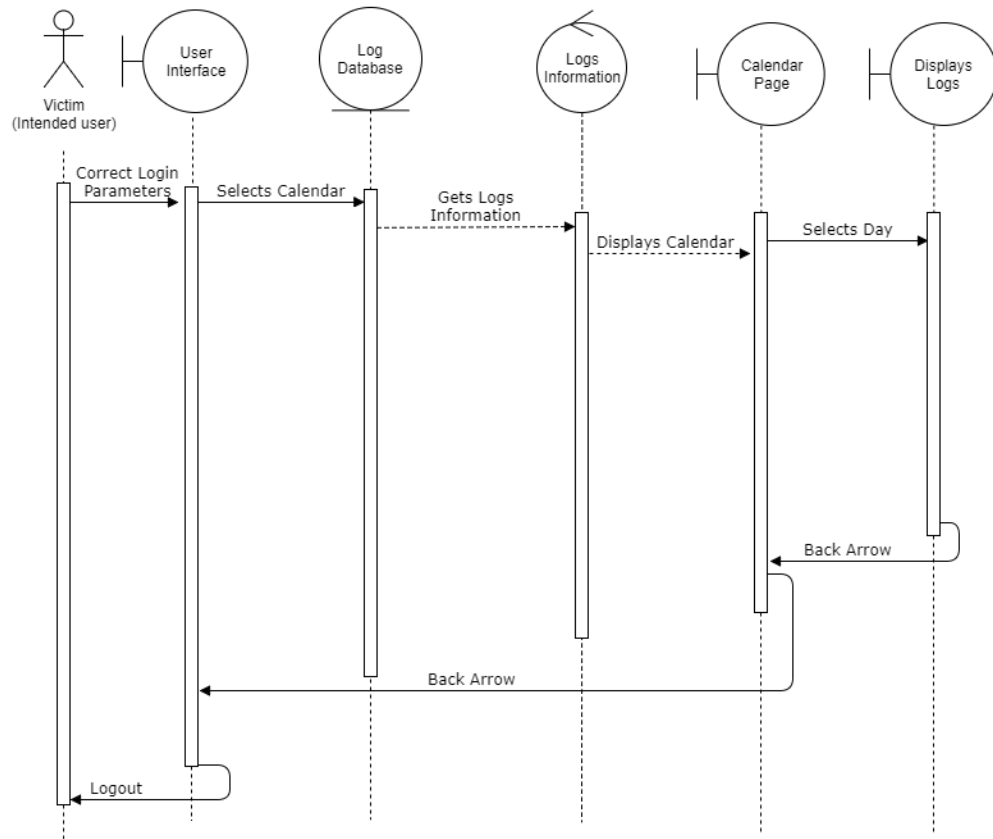 Victim
(Intended user)
User
Interface
Log
Database
Logs
Information
Calendar
Page
Displays
Logs
Correct Login
Parameters
Selects Calendar
Gets Logs
Information
Displays Calendar
Selects Day
Back Arrow
Back Arrow
Logout